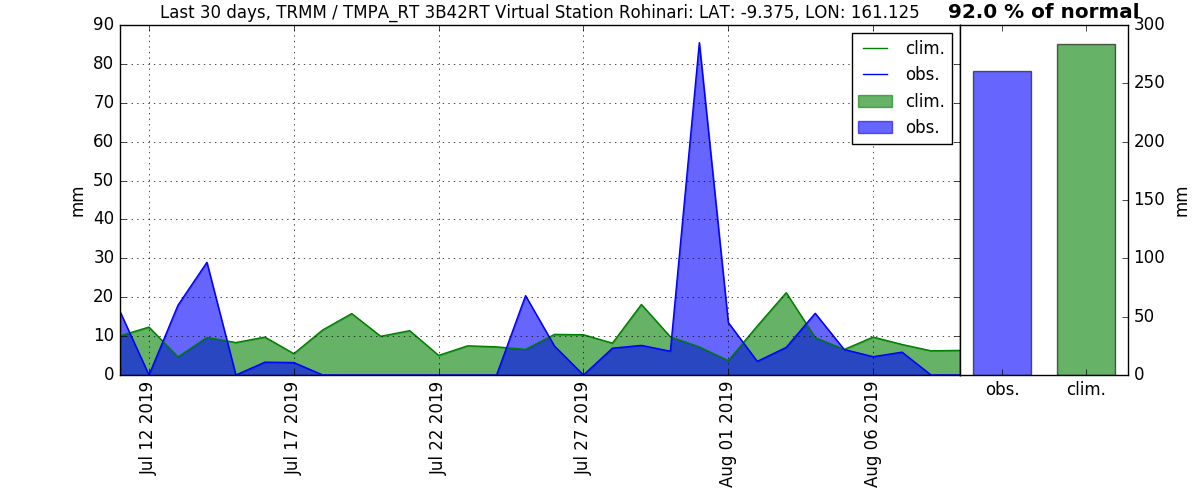 Last 30 days, TRMM / TMPA_RT 3B42RT Virtual Station Rohinari: LAT: -9.375, LON: 161.125
92.0 % of normal
90
80
70
60
50
40
30
20
10
0
mm
clim.
obs.
clim.
obs.
Jul 12 2019
Jul 17 2019
Jul 22 2019
Jul 27 2019
Aug 01 2019
Aug 06 2019
300
250
200
150
100
50
0
mm
obs.
clim.